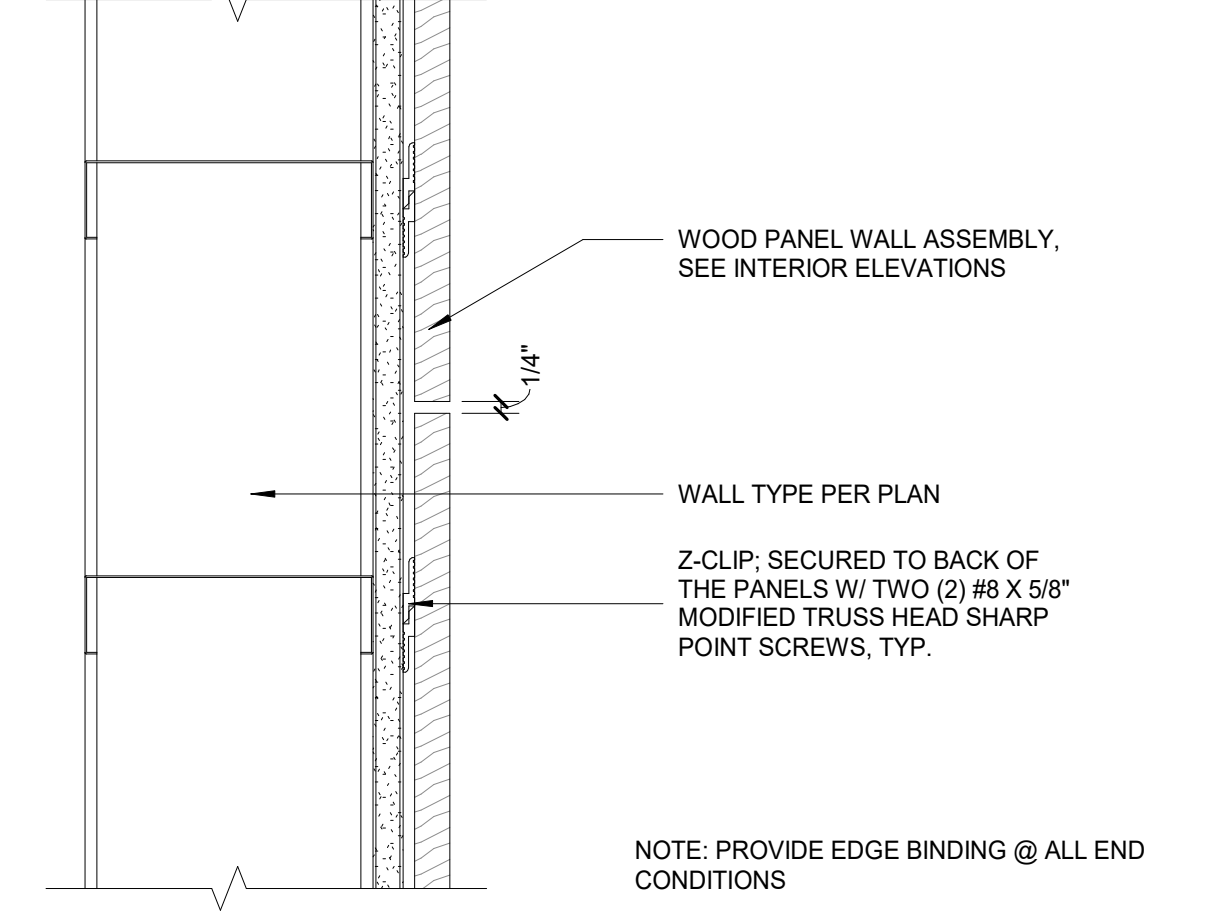 WOOD PANEL WALL ASSEMBLY,
SEE INTERIOR ELEVATIONS
1/4"
WALL TYPE PER PLAN
Z-CLIP; SECURED TO BACK OF
THE PANELS W/ TWO (2) #8 X 5/8"
MODIFIED TRUSS HEAD SHARP
POINT SCREWS, TYP.
NOTE: PROVIDE EDGE BINDING @ ALL END
CONDITIONS